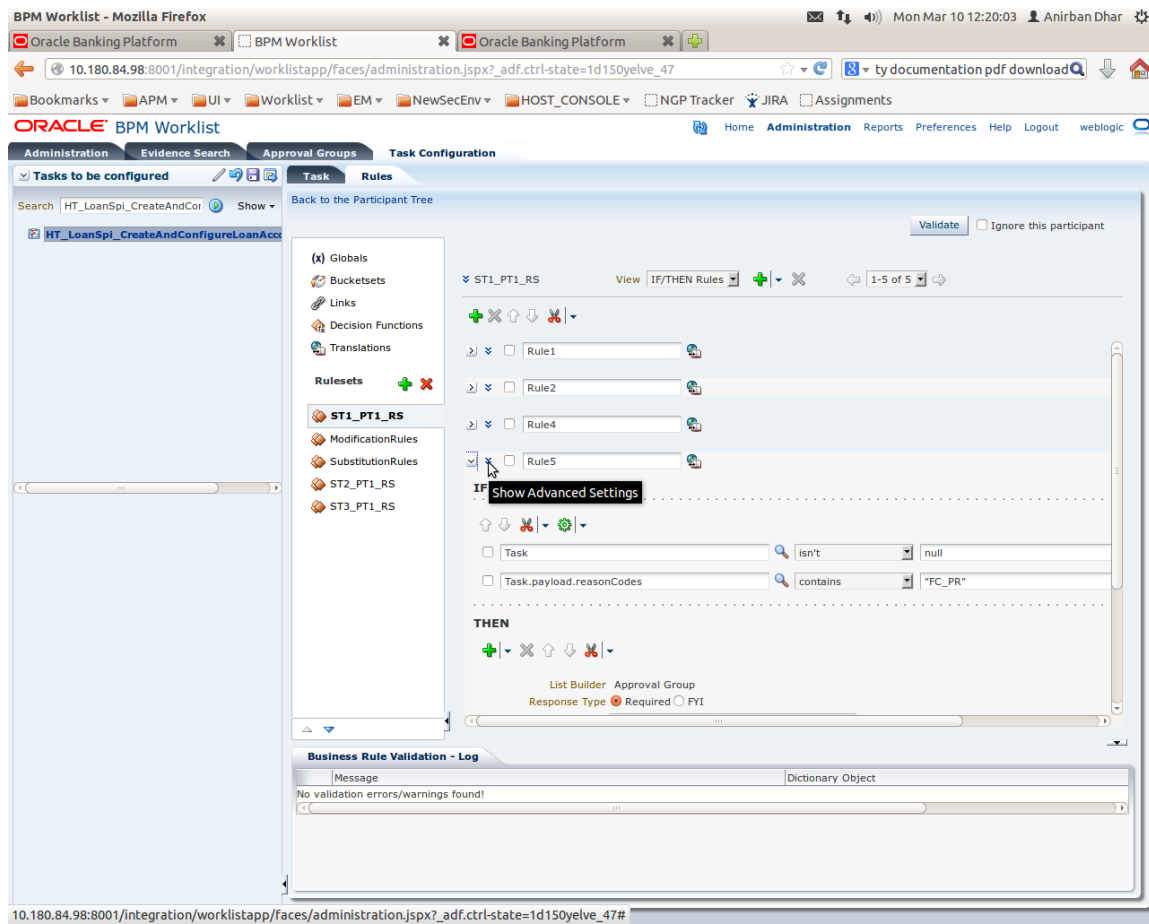 BPM Worklist - Mozilla Firefox
Mon Mar 10 12:20:03 Anirban Dhar
Oracle Banking Platform BPM Worklist Oracle Banking Platform
10.180.84.98:8001/integration/worklistapp/faces/administration.jspx?_adf.ctrl-state=1d150yelve_47 ty documentation pdf download
Bookmarks APM UI Worklist EM NewSecEnv HOST_CONSOLE NGP Tracker JIRA Assignments
ORACLE BPM Worklist Home Administration Reports Preferences Help Logout weblogic
Administration Evidence Search Approval Groups Task Configuration
Tasks to be configured Task Rules
Search HT_LoanSpi_CreateAndCor Show Back to the Participant Tree
Validate Ignore this participant
HT_LoanSpi_CreateAndConfigureLoanAcco
(x) Globals
Bucketsets ST1_PT1_RS View IF/THEN Rules 1-5 of 5
Links
Decision Functions
Translations Rule1
Rulesets Rule2
ST1_PT1_RS Rule4
ModificationRules
SubstitutionRules Rule5
ST2_PT1_RS IF Show Advanced Settings
ST3_PT1_RS
Task isn't null
Task.payload.reasonCodes contains "FC_PR"
THEN
List Builder Approval Group
Response Type Required FYI
Business Rule Validation - Log
Message Dictionary Object
No validation errors/warnings found!
10.180.84.98:8001/integration/worklistapp/faces/administration.jspx?_adf.ctrl-state=1d150yelve_47#